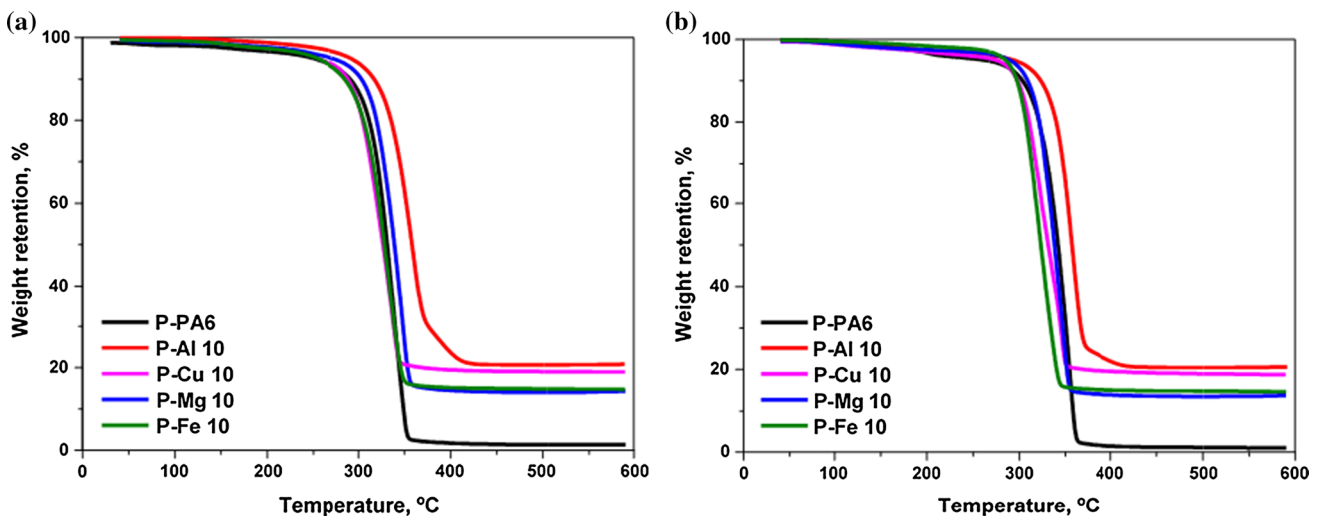 (a)
100
80
60
40
20
0
Weight retention, %
P-PA6
P-Al 10
P-Cu 10
P-Mg 10
P-Fe 10
0 100 200 300 400 500 600
Temperature, ºC
(b)
100
80
60
40
20
0
Weight retention, %
P-PA6
P-Al 10
P-Cu 10
P-Mg 10
P-Fe 10
0 100 200 300 400 500 600
Temperature, ºC